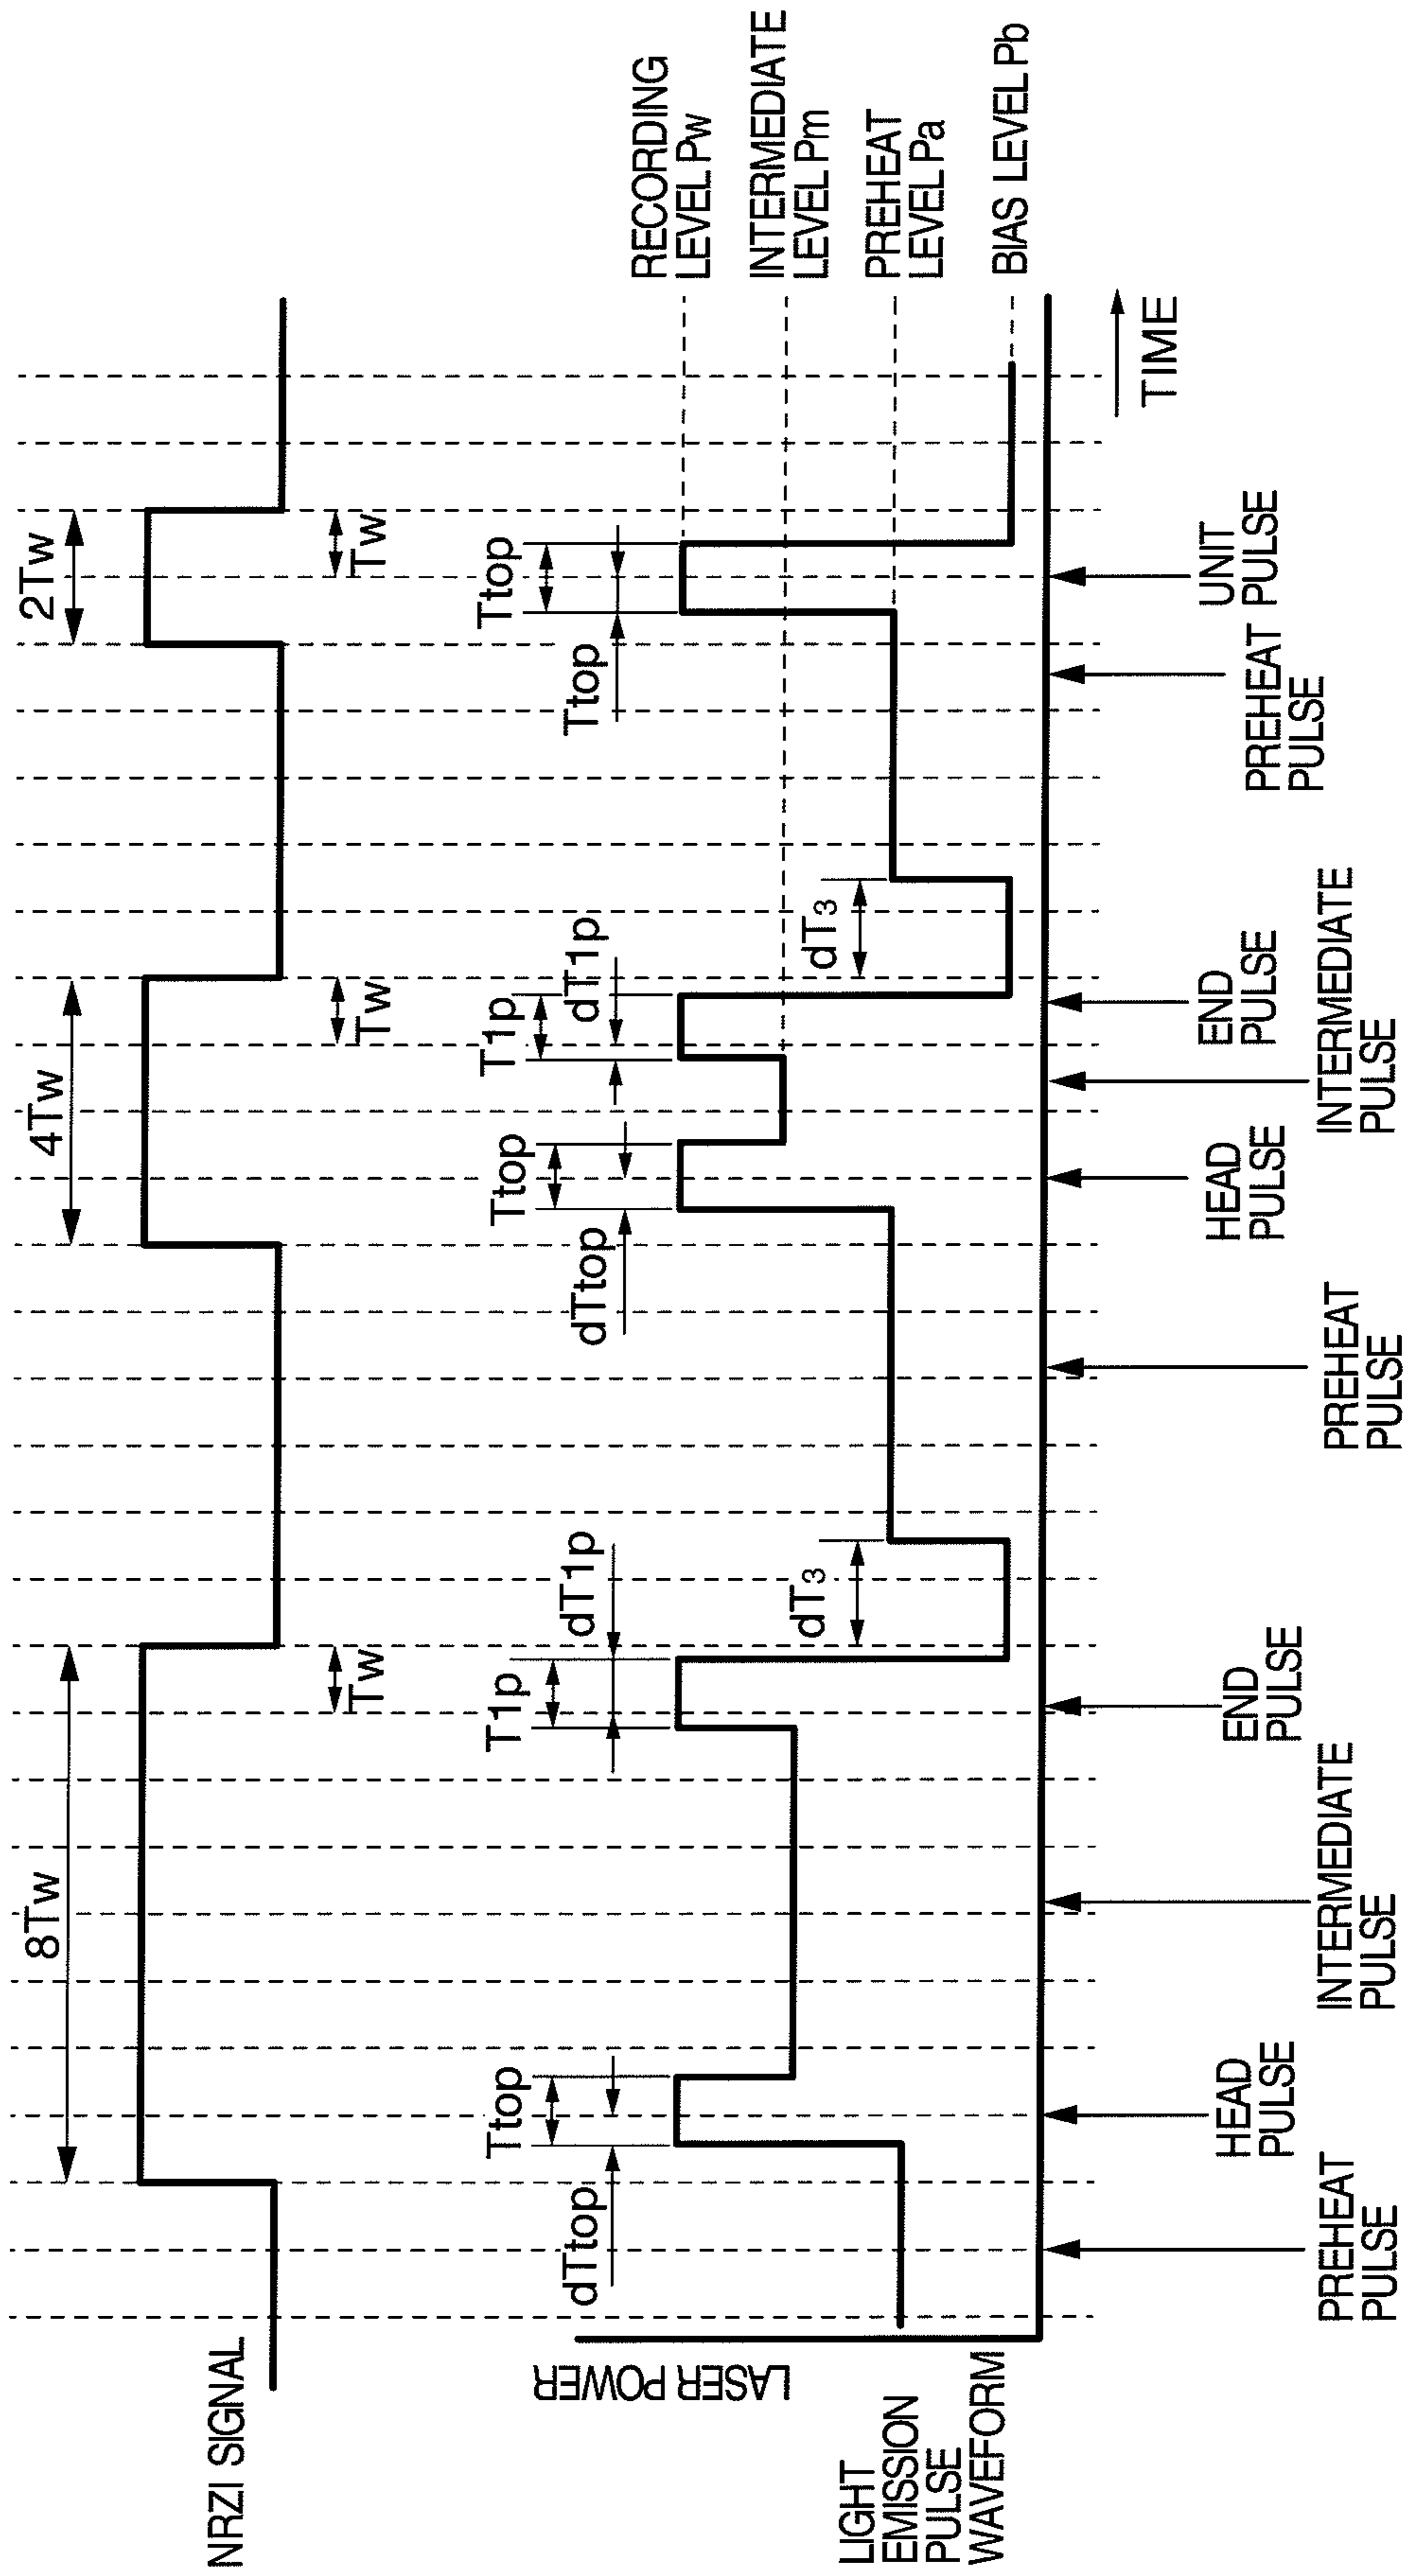 8Tw
4Tw
2Tw
NRZI SIGNAL
Tw
Tw
Tw
Ttop
T1p
Ttop
T1p
Ttop
dTtop
dT1p
dTtop
dT1p
Ttop
RECORDING
LEVEL Pw
INTERMEDIATE
LEVEL Pm
PREHEAT
LEVEL Pa
BIAS LEVEL Pb
dT3
dT3
LASER POWER
LIGHT
EMISSION
PULSE
WAVEFORM
TIME
PREHEAT
PULSE
HEAD
PULSE
INTERMEDIATE
PULSE
END
PULSE
PREHEAT
PULSE
HEAD
PULSE
INTERMEDIATE
PULSE
END
PULSE
PREHEAT
PULSE
UNIT
PULSE